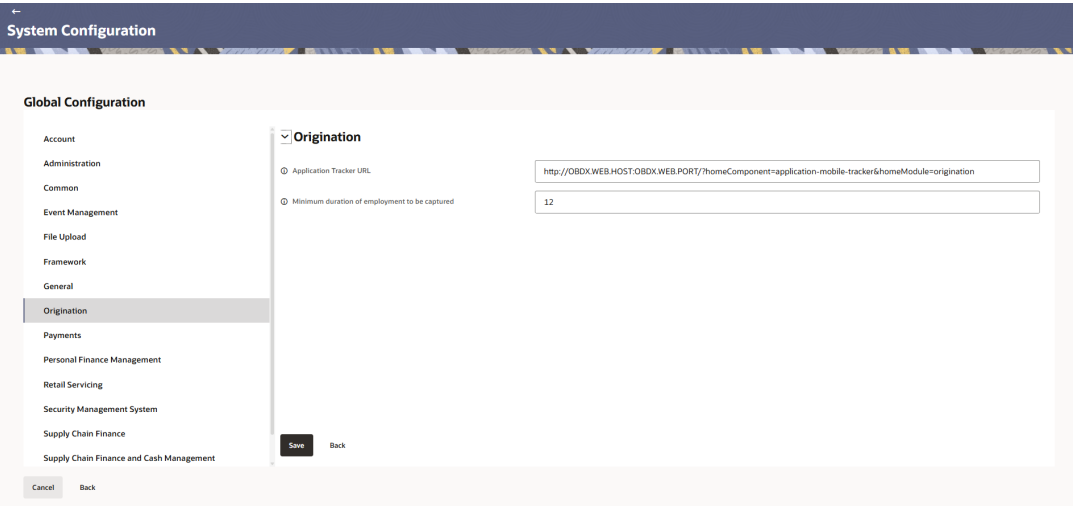 ←
System Configuration
Global Configuration
Account
Administration
Common
Event Management
File Upload
Framework
General
Origination
Payments
Personal Finance Management
Retail Servicing
Security Management System
Supply Chain Finance
Supply Chain Finance and Cash Management
Origination
Application Tracker URL
http://OBDX.WEB.HOST:OBDX.WEB.PORT/?homeComponent=application-mobile-tracker&homeModule=origination
Minimum duration of employment to be captured
12
Save Back
Cancel Back